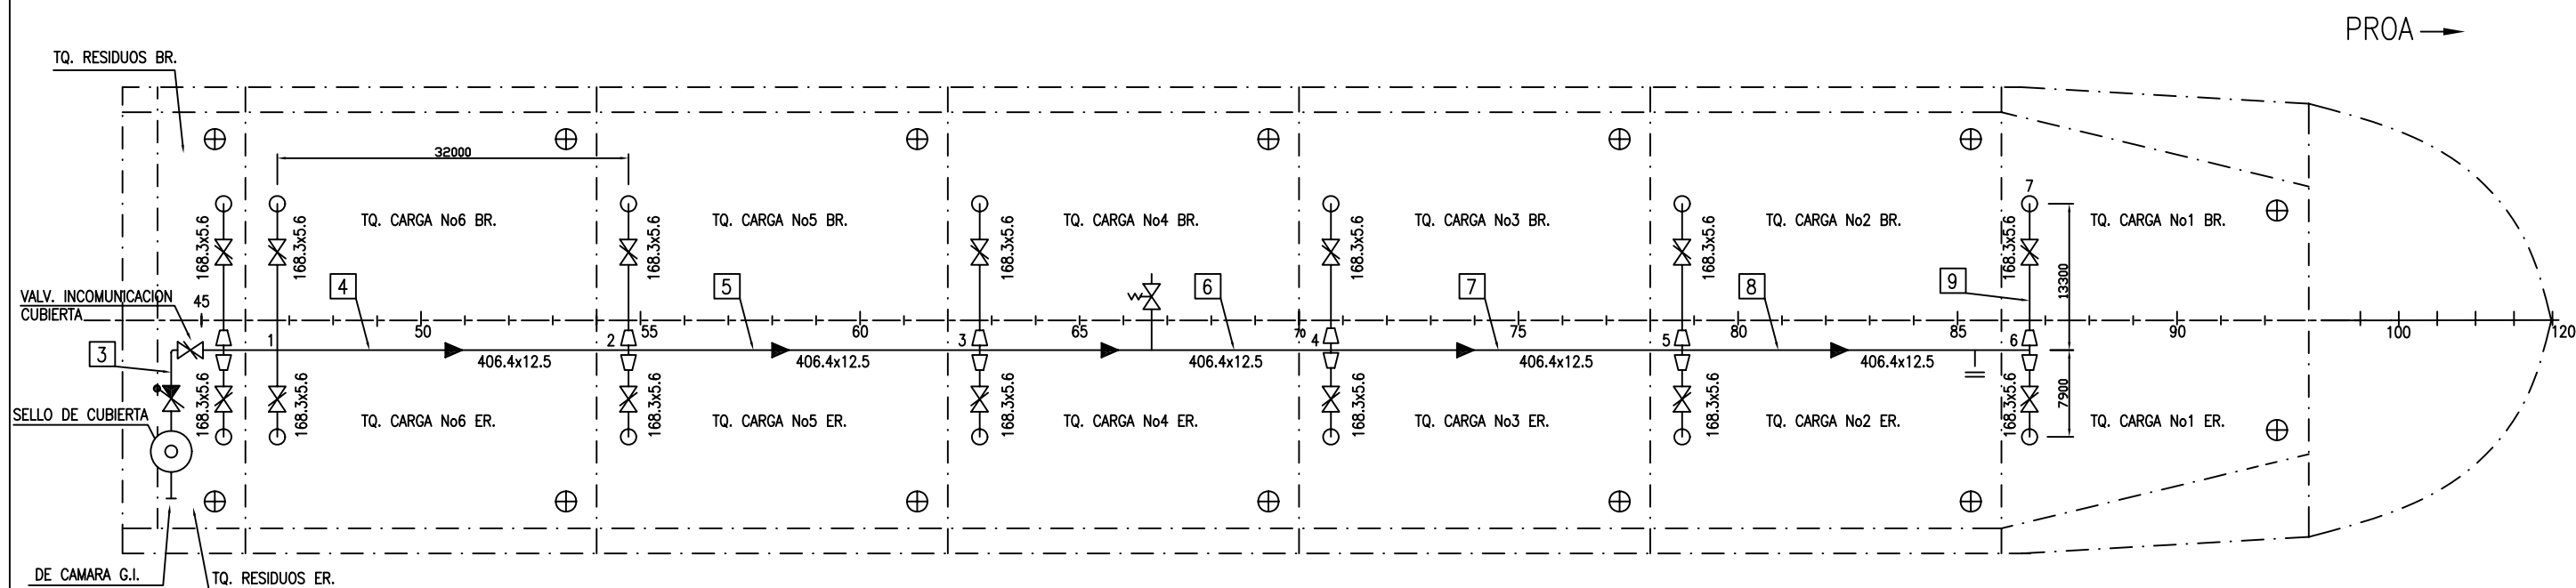 PROA
TQ. RESIDUOS BR.
32000
7
168.3x5.6
168.3x5.6
TQ. CARGA No6 BR.
168.3x5.6
TQ. CARGA No5 BR.
168.3x5.6
TQ. CARGA No4 BR.
168.3x5.6
TQ. CARGA No3 BR.
168.3x5.6
TQ. CARGA No2 BR.
168.3x5.6
TQ. CARGA No1 BR.
13300
4
5
6
7
8
9
VALV. INCOMUNICACION
CUBIERTA
45
50
55
60
65
70
75
80
85
90
100
120
1
2
3
4
5
6
3
406.4x12.5
406.4x12.5
406.4x12.5
406.4x12.5
406.4x12.5
SELLO DE CUBIERTA
168.3x5.6
168.3x5.6
TQ. CARGA No6 ER.
168.3x5.6
TQ. CARGA No5 ER.
168.3x5.6
TQ. CARGA No4 ER.
168.3x5.6
TQ. CARGA No3 ER.
168.3x5.6
TQ. CARGA No2 ER.
168.3x5.6
7900
TQ. CARGA No1 ER.
DE CAMARA G.I.
TQ. RESIDUOS ER.